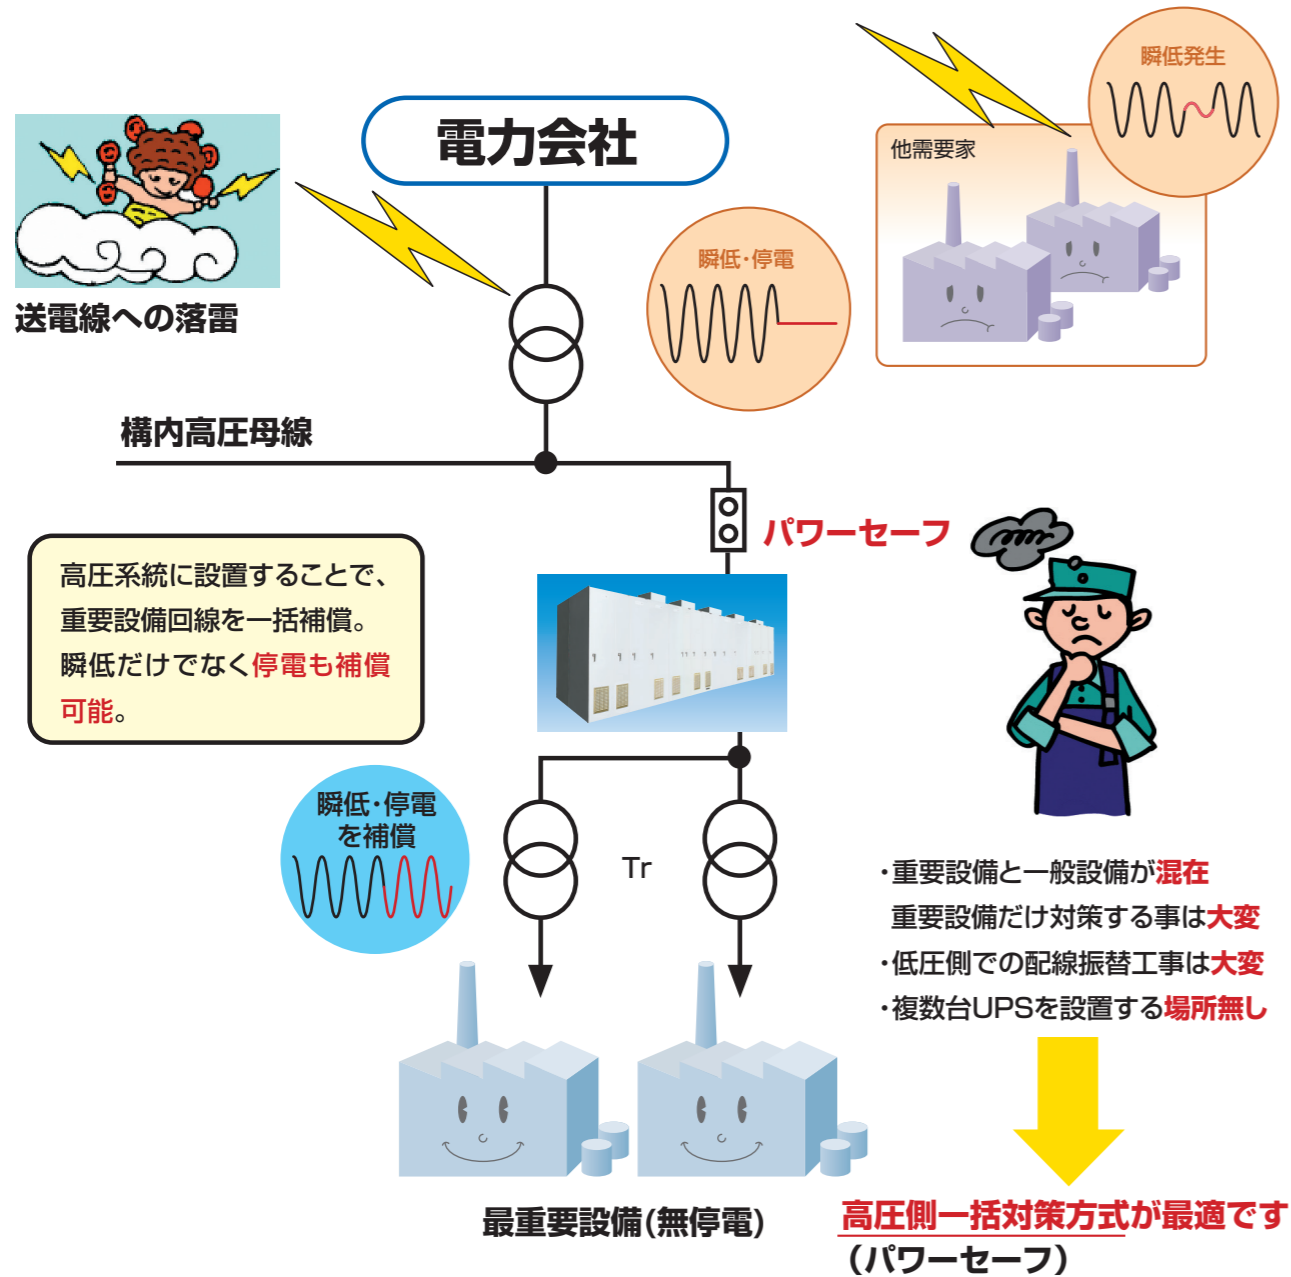 電力会社
瞬低発生
他需要家
瞬低・停電
送電線への落雷
構内高圧母線
パワーセーフ
高圧系統に設置することで、
重要設備回線を一括補償。
瞬低だけでなく停電も補償
可能。
瞬低・停電
を補償
Tr
・重要設備と一般設備が混在
重要設備だけ対策する事は大変
・低圧側での配線振替工事は大変
・複数台UPSを設置する場所無し
最重要設備(無停電)
高圧側一括対策方式が最適です
(パワーセーフ)